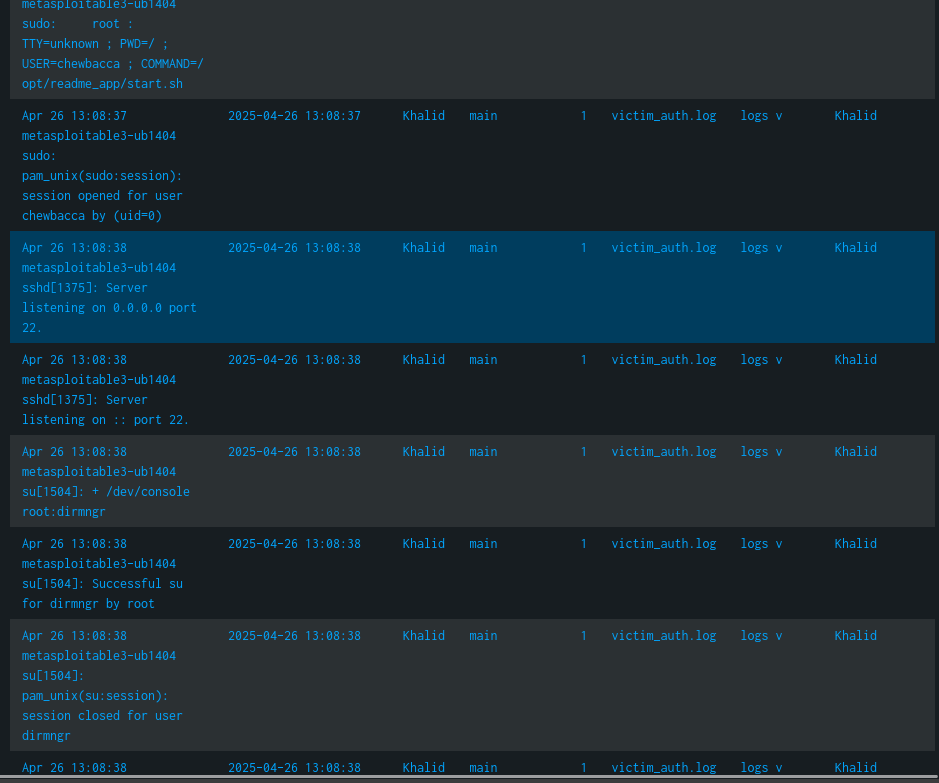 metasploitable3-ub1404
sudo:     root :
TTY=unknown ; PWD=/ ;
USER=chewbacca ; COMMAND=/
opt/readme_app/start.sh
Apr 26 13:08:37 2025-04-26 13:08:37 Khalid main 1 victim_auth.log logs v Khalid
metasploitable3-ub1404
sudo:
pam_unix(sudo:session):
session opened for user
chewbacca by (uid=0)
Apr 26 13:08:38 2025-04-26 13:08:38 Khalid main 1 victim_auth.log logs v Khalid
metasploitable3-ub1404
sshd[1375]: Server
listening on 0.0.0.0 port
22.
Apr 26 13:08:38 2025-04-26 13:08:38 Khalid main 1 victim_auth.log logs v Khalid
metasploitable3-ub1404
sshd[1375]: Server
listening on :: port 22.
Apr 26 13:08:38 2025-04-26 13:08:38 Khalid main 1 victim_auth.log logs v Khalid
metasploitable3-ub1404
su[1504]: + /dev/console
root:dirmngr
Apr 26 13:08:38 2025-04-26 13:08:38 Khalid main 1 victim_auth.log logs v Khalid
metasploitable3-ub1404
su[1504]: Successful su
for dirmngr by root
Apr 26 13:08:38 2025-04-26 13:08:38 Khalid main 1 victim_auth.log logs v Khalid
metasploitable3-ub1404
su[1504]:
pam_unix(su:session):
session closed for user
dirmngr
Apr 26 13:08:38 2025-04-26 13:08:38 Khalid main 1 victim_auth.log logs v Khalid